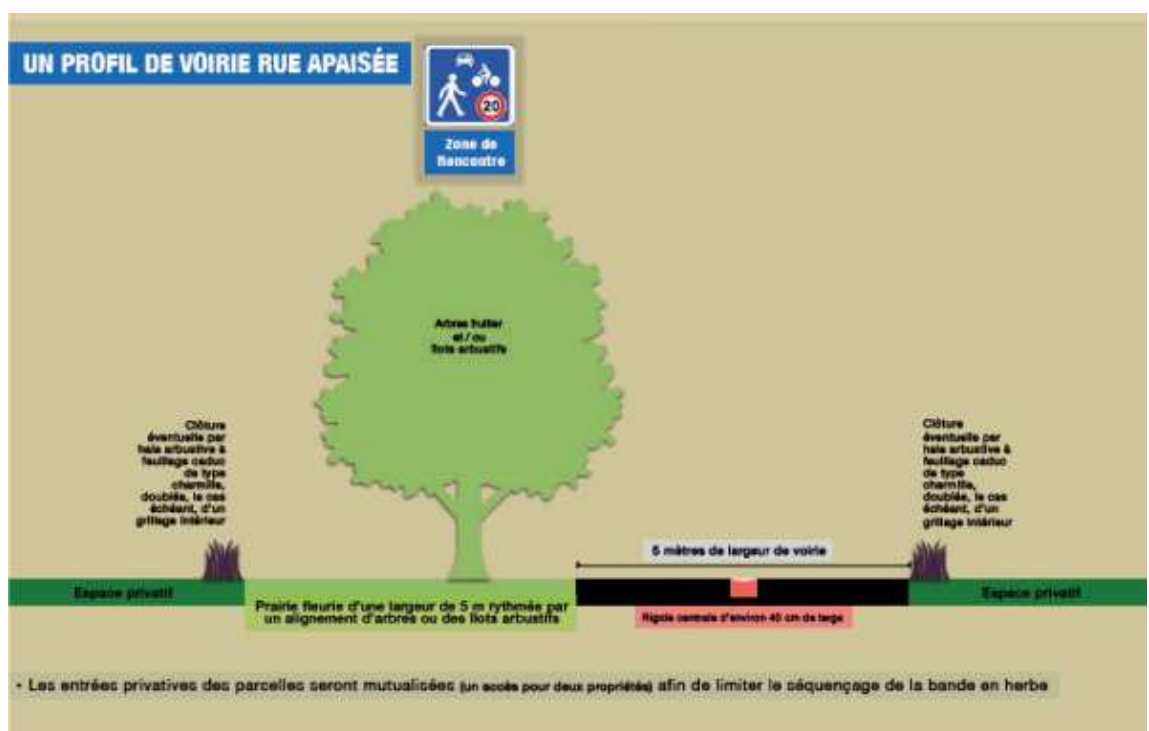 UN PROFIL DE VOIRIE RUE APAISÉE
20
Zone de
Rencontre
Arbres fruitier
et / ou
îlots arbustifs
Clôture
éventuelle par
haie arbustive à
feuillage caduc
de type
charmille,
doublée, le cas
échéant, d'un
grillage intérieur
Clôture
éventuelle par
haie arbustive à
feuillage caduc
de type
charmille,
doublée, le cas
échéant, d'un
grillage intérieur
5 mètres de largeur de voirie
Espace privatif
Espace privatif
Prairie fleurie d'une largeur de 5 m rythmée par
un alignement d'arbres ou des îlots arbustifs
Rigole centrale d'environ 40 cm de large
• Les entrées privatives des parcelles seront mutualisées (un accès pour deux propriétés) afin de limiter le séquençage de la bande en herbe